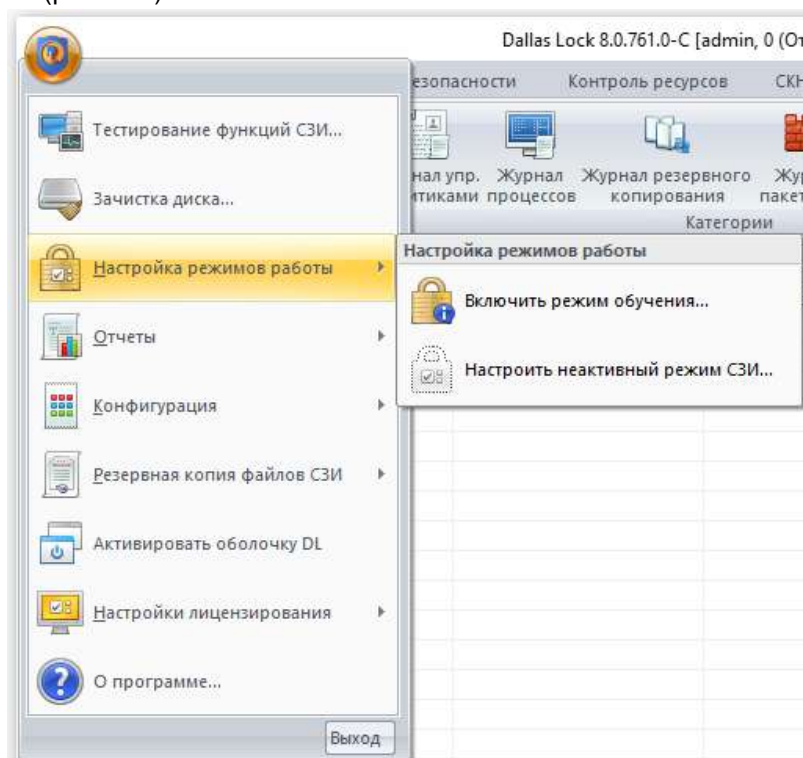 Dallas Lock 8.0.761.0-C [admin, 0 (От
езопасности Контроль ресурсов СКН
нал упр. Журнал Журнал резервного Жур
итиками процессов копирования пакет
Категории
Тестирование функций СЗИ...
Зачистка диска...
Настройка режимов работы
Отчеты
Конфигурация
Резервная копия файлов СЗИ
Активировать оболочку DL
Настройки лицензирования
О программе...
Выход
Настройка режимов работы
Включить режим обучения...
Настроить неактивный режим СЗИ...